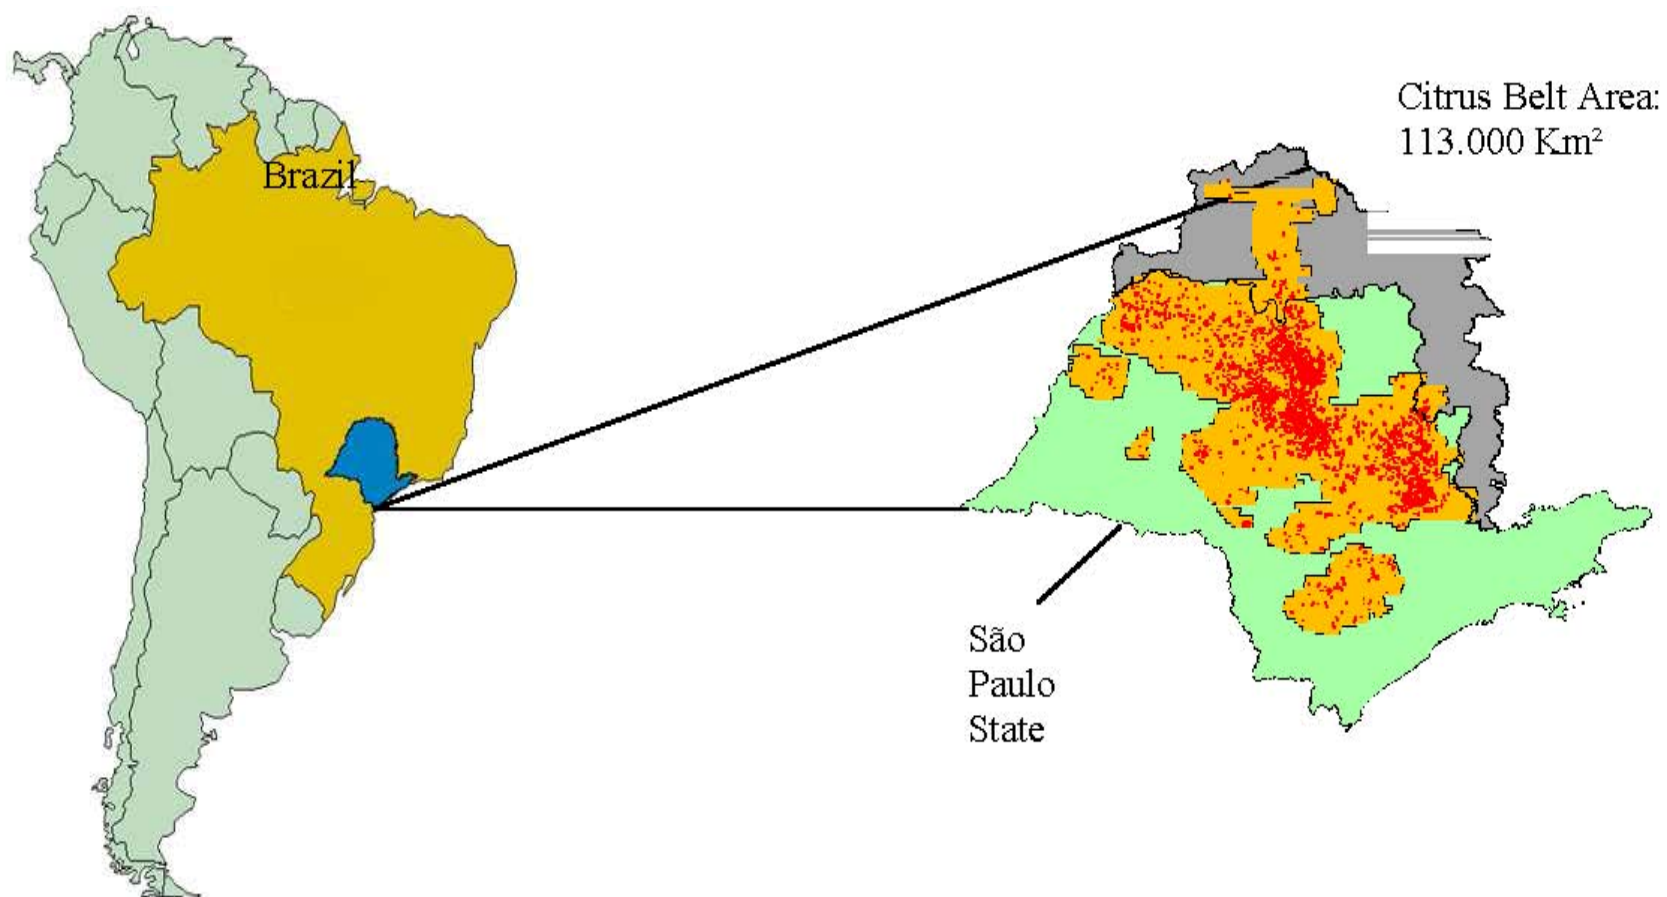 Brazil
Citrus Belt Area:
113.000 Km²
São
Paulo
State